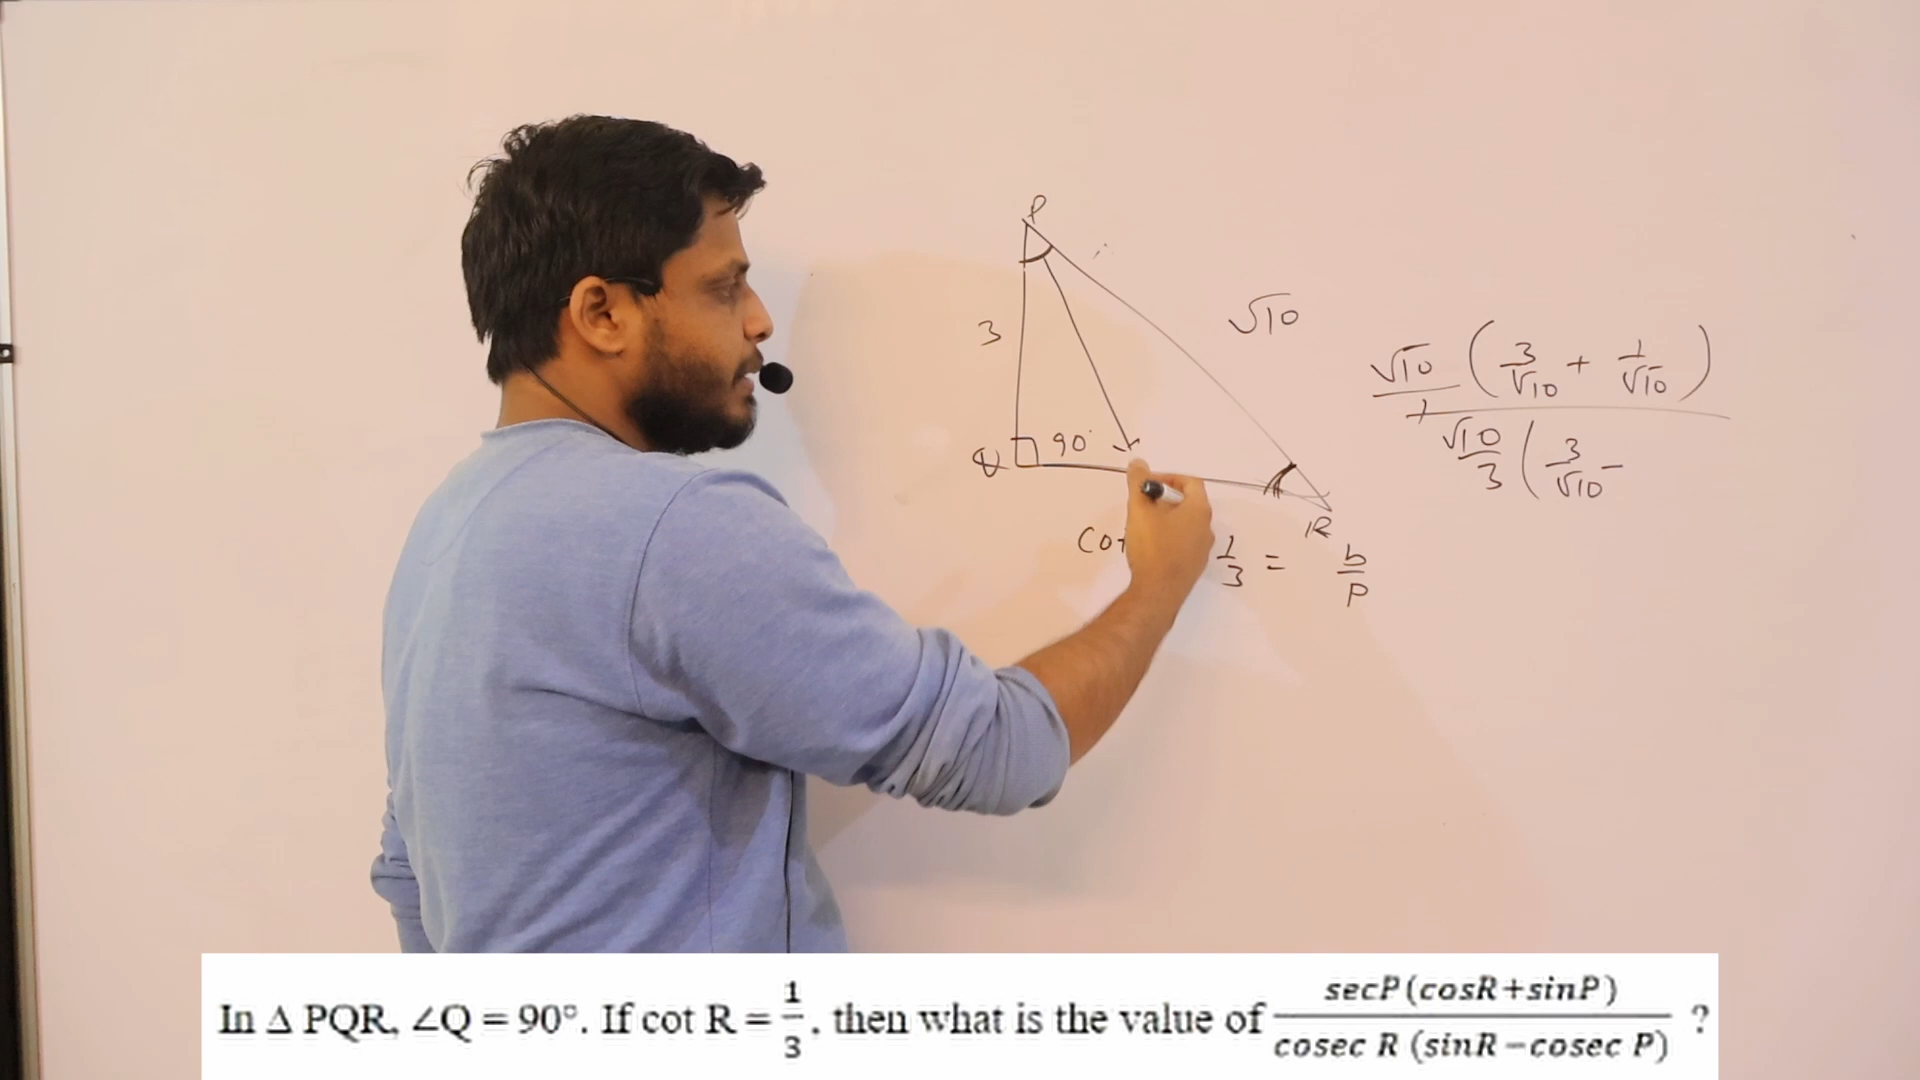 P
3
√10
Q 90°
R
Cot 1/3 = b/P
√10/1 (3/√10 + 1/√10)
√10/3 (3/√10 −
In Δ PQR, ∠Q = 90°. If cot R = 1/3, then what is the value of secP(cosR+sinP)/cosec R (sinR−cosec P) ?